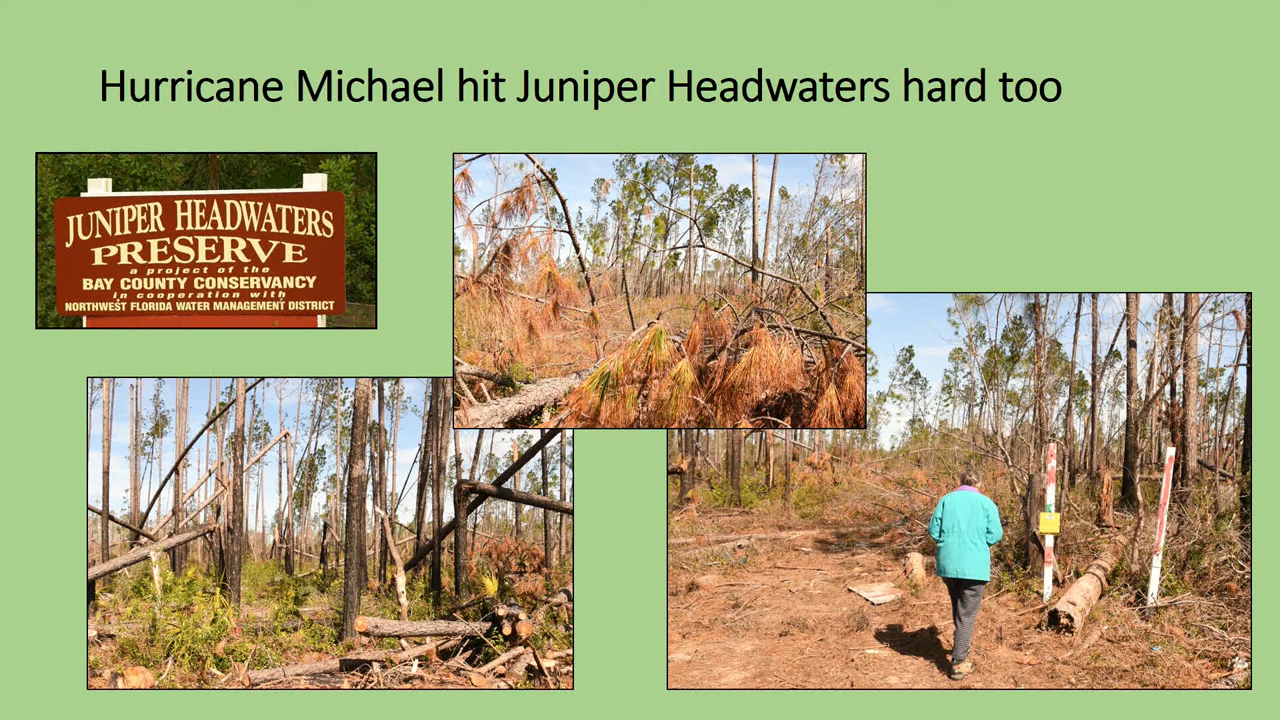 Hurricane Michael hit Juniper Headwaters hard too
JUNIPER HEADWATERS
PRESERVE
a project of the
BAY COUNTY CONSERVANCY
in cooperation with
NORTHWEST FLORIDA WATER MANAGEMENT DISTRICT